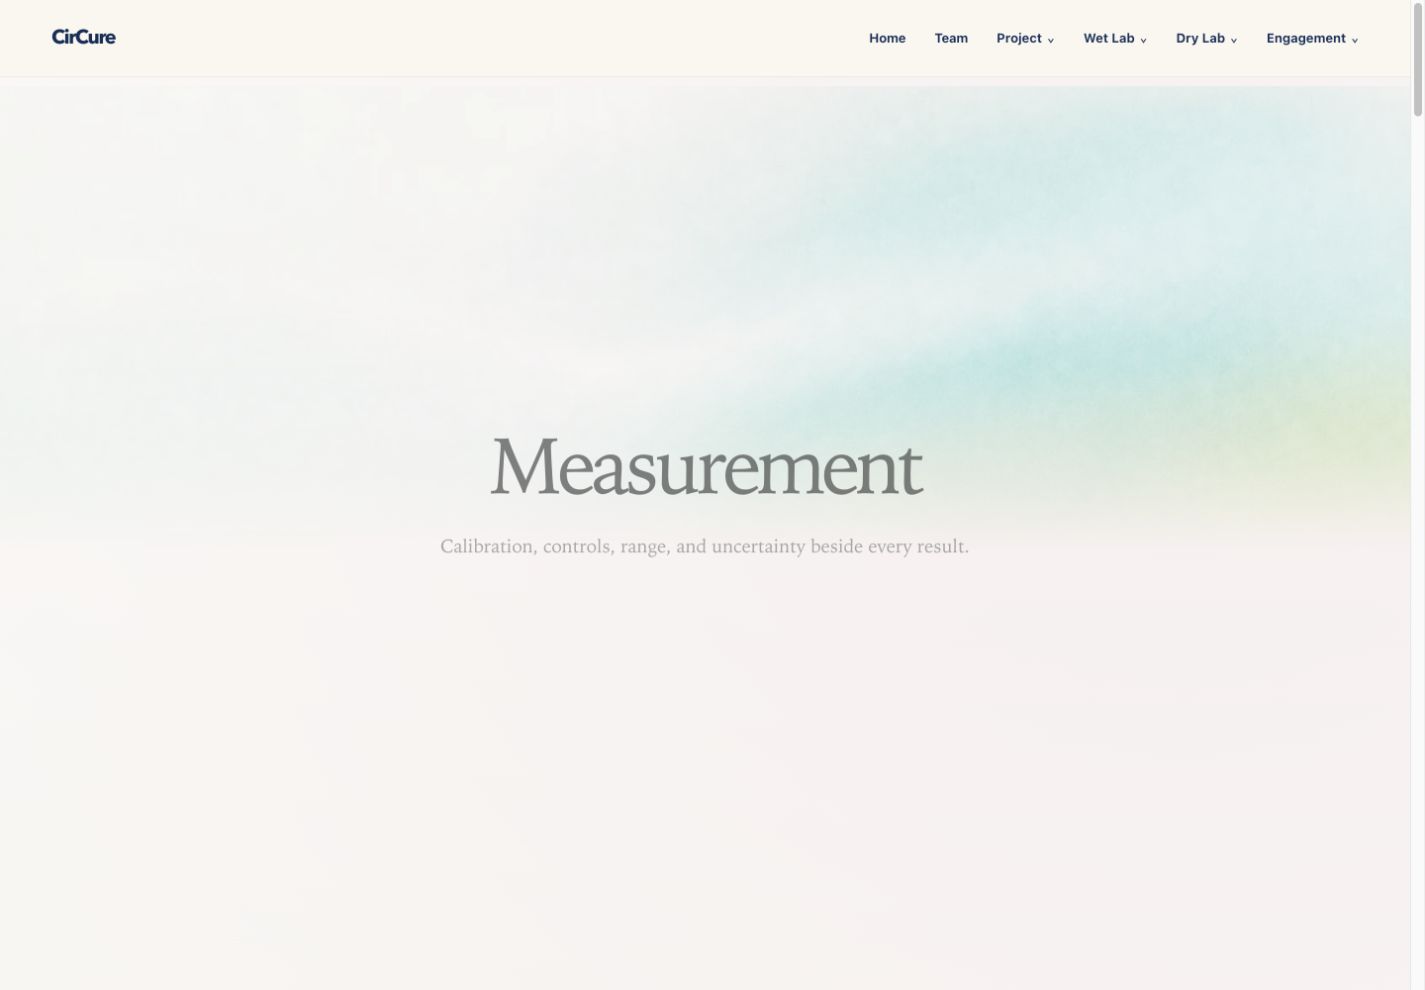 CirCure
Home Team Project Wet Lab Dry Lab Engagement
Measurement
Calibration, controls, range, and uncertainty beside every result.